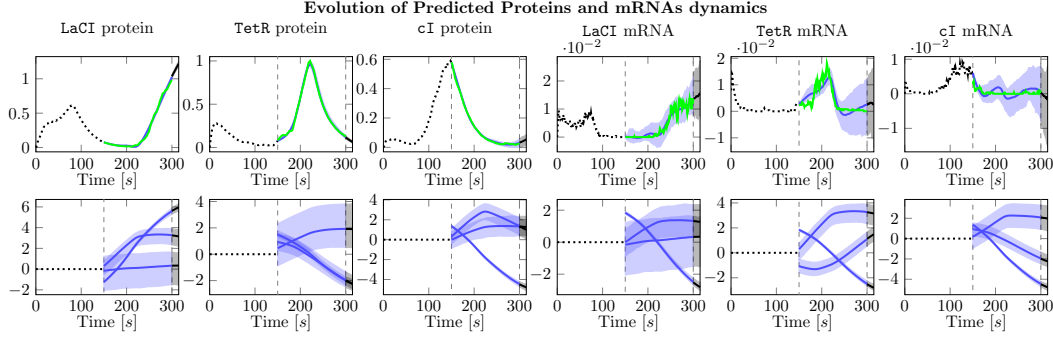 Evolution of Predicted Proteins and mRNAs dynamics
LaCI protein TetR protein cI protein LaCI mRNA TetR mRNA cI mRNA
·10⁻² ·10⁻² ·10⁻²
1 0.5 0
1 0.5 0
0.6 0.4 0.2 0
2 1 0
1 0 −1
1 0 −1
0 100 200 300 0 100 200 300 0 100 200 300 0 100 200 300 0 100 200 300 0 100 200 300
Time [s] Time [s] Time [s] Time [s] Time [s] Time [s]
6 4 2 0 −2
2 0 −2
4 2 0 −2 −4
2 0 −2
4 2 0 −2 −4
4 2 0 −2 −4
0 100 200 300 0 100 200 300 0 100 200 300 0 100 200 300 0 100 200 300 0 100 200 300
Time [s] Time [s] Time [s] Time [s] Time [s] Time [s]